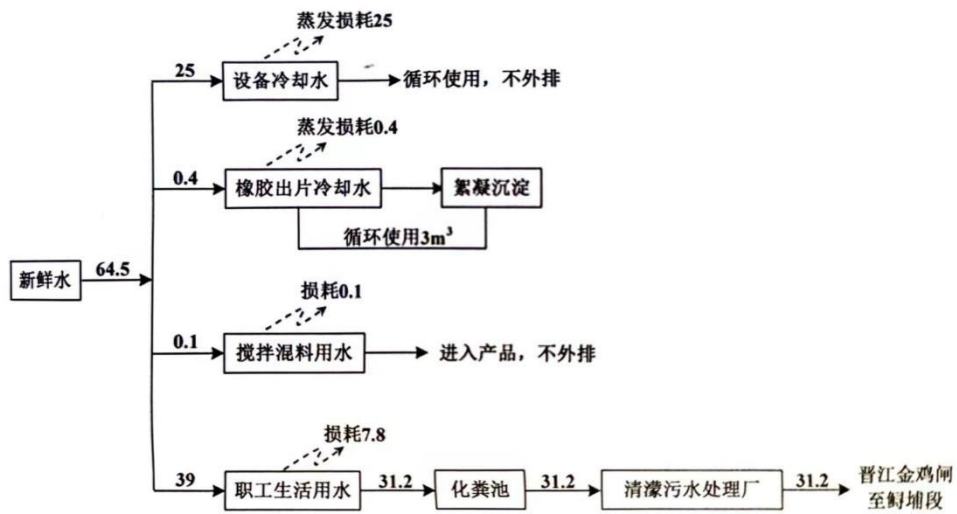 蒸发损耗25
25
设备冷却水
循环使用，不外排
蒸发损耗0.4
0.4
橡胶出片冷却水
絮凝沉淀
循环使用3m³
新鲜水
64.5
损耗0.1
0.1
搅拌混料用水
进入产品，不外排
损耗7.8
39
职工生活用水
31.2
化粪池
31.2
清濛污水处理厂
31.2
晋江金鸡闸
至鲟埔段